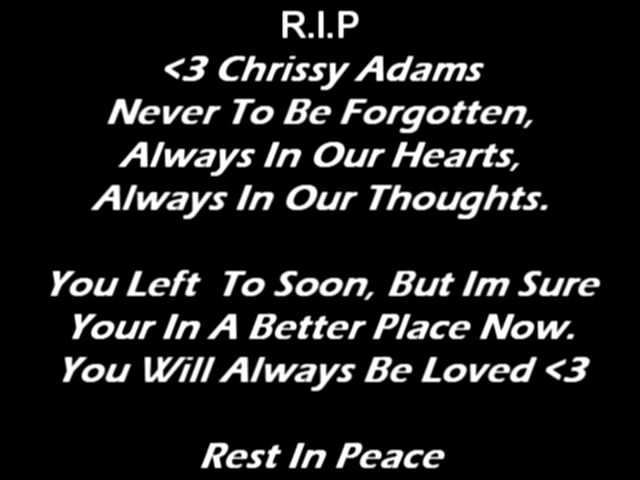 R.I.P
<3 Chrissy Adams
Never To Be Forgotten,
Always In Our Hearts,
Always In Our Thoughts.
You Left  To Soon, But Im Sure
Your In A Better Place Now.
You Will Always Be Loved <3
Rest In Peace